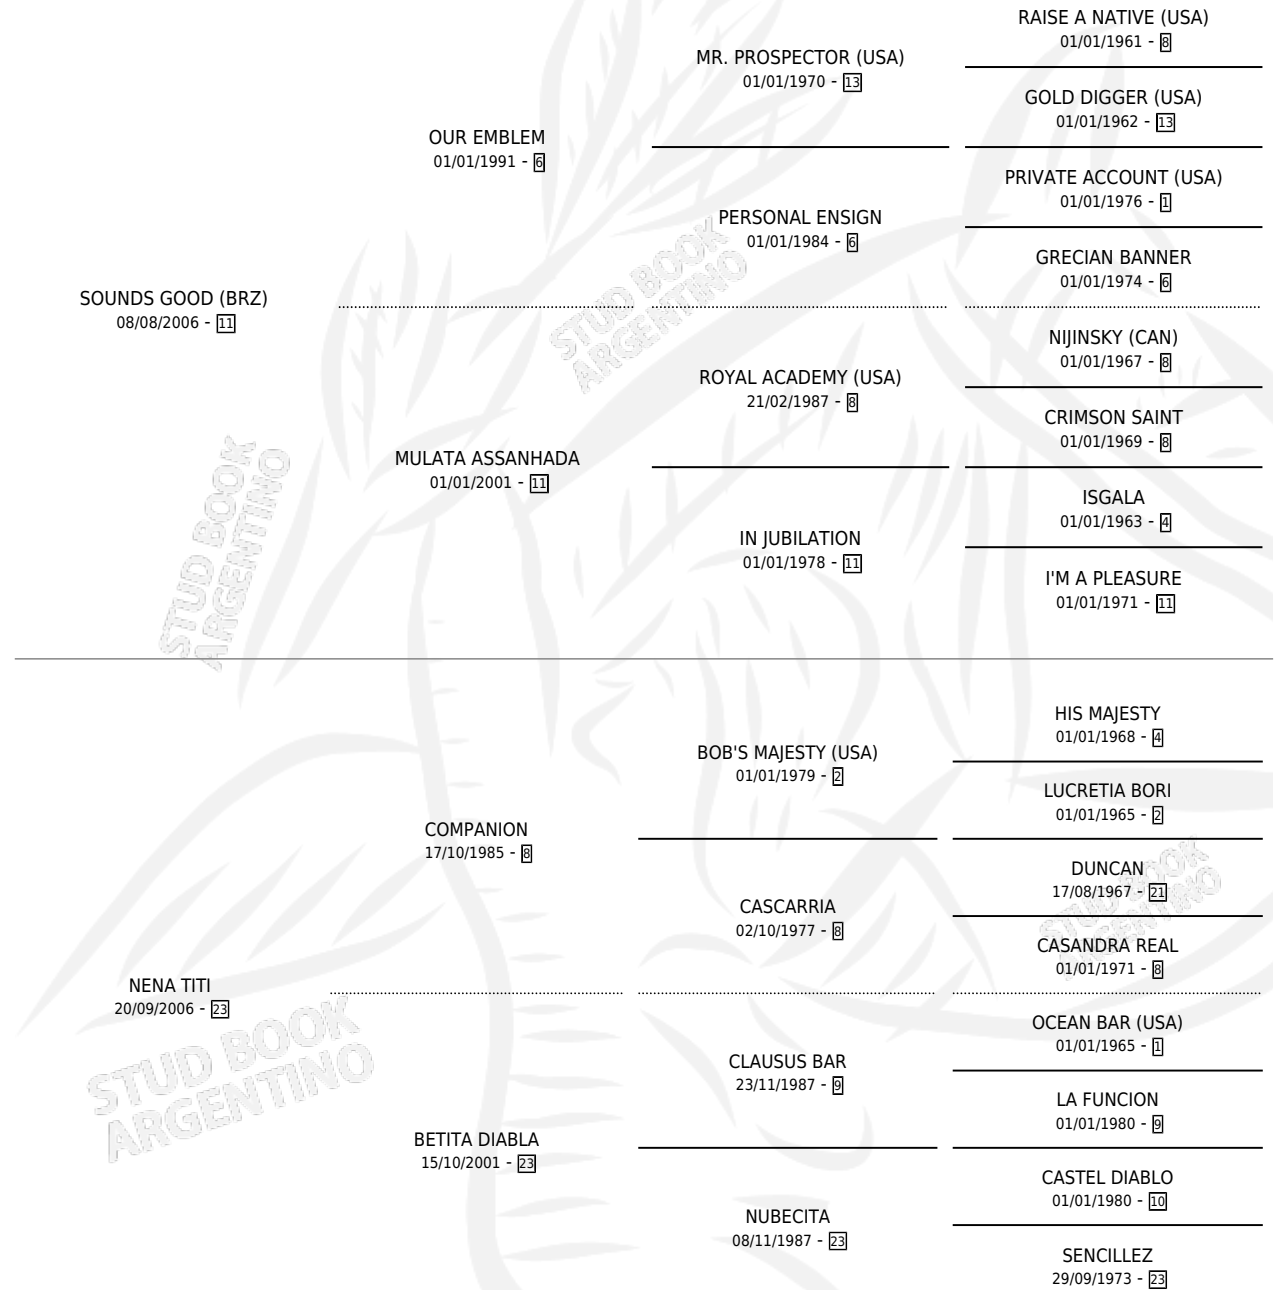 RAISE A NATIVE (USA)
01/01/1961 - 8
MR. PROSPECTOR (USA)
01/01/1970 - 13
GOLD DIGGER (USA)
01/01/1962 - 13
OUR EMBLEM
01/01/1991 - 6
PRIVATE ACCOUNT (USA)
01/01/1976 - 1
PERSONAL ENSIGN
01/01/1984 - 6
GRECIAN BANNER
01/01/1974 - 6
SOUNDS GOOD (BRZ)
08/08/2006 - 11
STUD BOOK
ARGENTINO
NIJINSKY (CAN)
01/01/1967 - 8
ROYAL ACADEMY (USA)
21/02/1987 - 8
CRIMSON SAINT
01/01/1969 - 8
MULATA ASSANHADA
01/01/2001 - 11
ISGALA
01/01/1963 - 4
IN JUBILATION
01/01/1978 - 11
I'M A PLEASURE
01/01/1971 - 11
STUD BOOK
ARGENTINO
HIS MAJESTY
01/01/1968 - 4
BOB'S MAJESTY (USA)
01/01/1979 - 2
LUCRETIA BORI
01/01/1965 - 2
COMPANION
17/10/1985 - 8
DUNCAN
17/08/1967 - 21
CASCARRIA
02/10/1977 - 8
CASANDRA REAL
01/01/1971 - 8
STUD BOOK
ARGENTINO
NENA TITI
20/09/2006 - 23
OCEAN BAR (USA)
01/01/1965 - 1
CLAUSUS BAR
23/11/1987 - 9
LA FUNCION
01/01/1980 - 9
STUD BOOK
ARGENTINO
BETITA DIABLA
15/10/2001 - 23
CASTEL DIABLO
01/01/1980 - 10
NUBECITA
08/11/1987 - 23
SENCILLEZ
29/09/1973 - 23